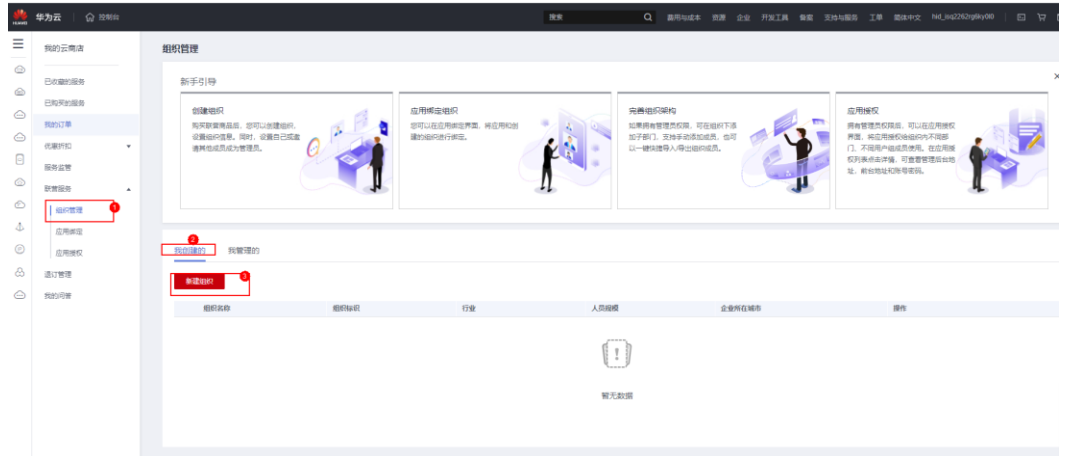 HUAWEI
华为云
控制台
搜索
费用与成本 资源 企业 开发工具 备案 支持与服务 工单 简体中文
我的云商店
已收藏的服务
已购买的服务
我的订单
优惠折扣
服务监管
联营服务
组织管理
1
应用绑定
应用授权
退订管理
我的问答
组织管理
新手引导
创建组织
购买联营商品后，您可以创建组织、
设置组织信息。同时，设置自己或邀
请其他成员成为管理员。
应用绑定组织
您可以在应用绑定界面，将应用和创
建的组织进行绑定。
完善组织架构
如果拥有管理员权限，可在组织下添
加子部门，支持手动添加成员，也可
以一键快捷导入/导出组织成员。
应用授权
拥有管理员权限后，可以在应用授权
界面，将应用授权给组织内不同部
门、不同用户组成员使用。在应用授
权列表点击详情，可查看管理后台地
址、前台地址和账号密码。
2
我创建的
我管理的
新建组织
3
组织名称 组织标识 行业 人员规模 企业所在城市 操作
暂无数据